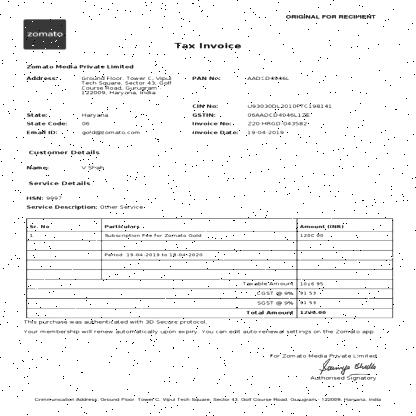 ORIGINAL FOR RECIPIENT
zomato
Tax Invoice
Zomato Media Private Limited
Address: Ground Floor, Tower C, Vipul
Tech Square, Sector 43, Golf
Course Road, Gurugram
122009, Haryana, India
PAN No: AADCD4946L
CIN No: U93030DL2010PTC198141
State: Haryana GSTIN: 06AADCD4946L1ZE
State Code: 06 Invoice No: Z20-HRGD-043582
Email ID: gold@zomato.com Invoice Date: 19-04-2019
Customer Details
Name: V Shah
Service Details
HSN: 9997
Service Description: Other Service
Sr. No Particulars Amount (INR)
1 Subscription Fee for Zomato Gold 1200.00
Period: 19-04-2019 to 18-04-2020
Taxable Amount 1016.95
CGST @ 9% 91.53
SGST @ 9% 91.53
Total Amount 1200.00
This purchase was authenticated with 3D Secure protocol.
Your membership will renew automatically upon expiry. You can edit auto-renewal settings on the Zomato app.
For Zomato Media Private Limited
Authorised Signatory
Communication Address: Ground Floor, Tower C, Vipul Tech Square, Sector 43, Golf Course Road, Gurugram, 122009, Haryana, India